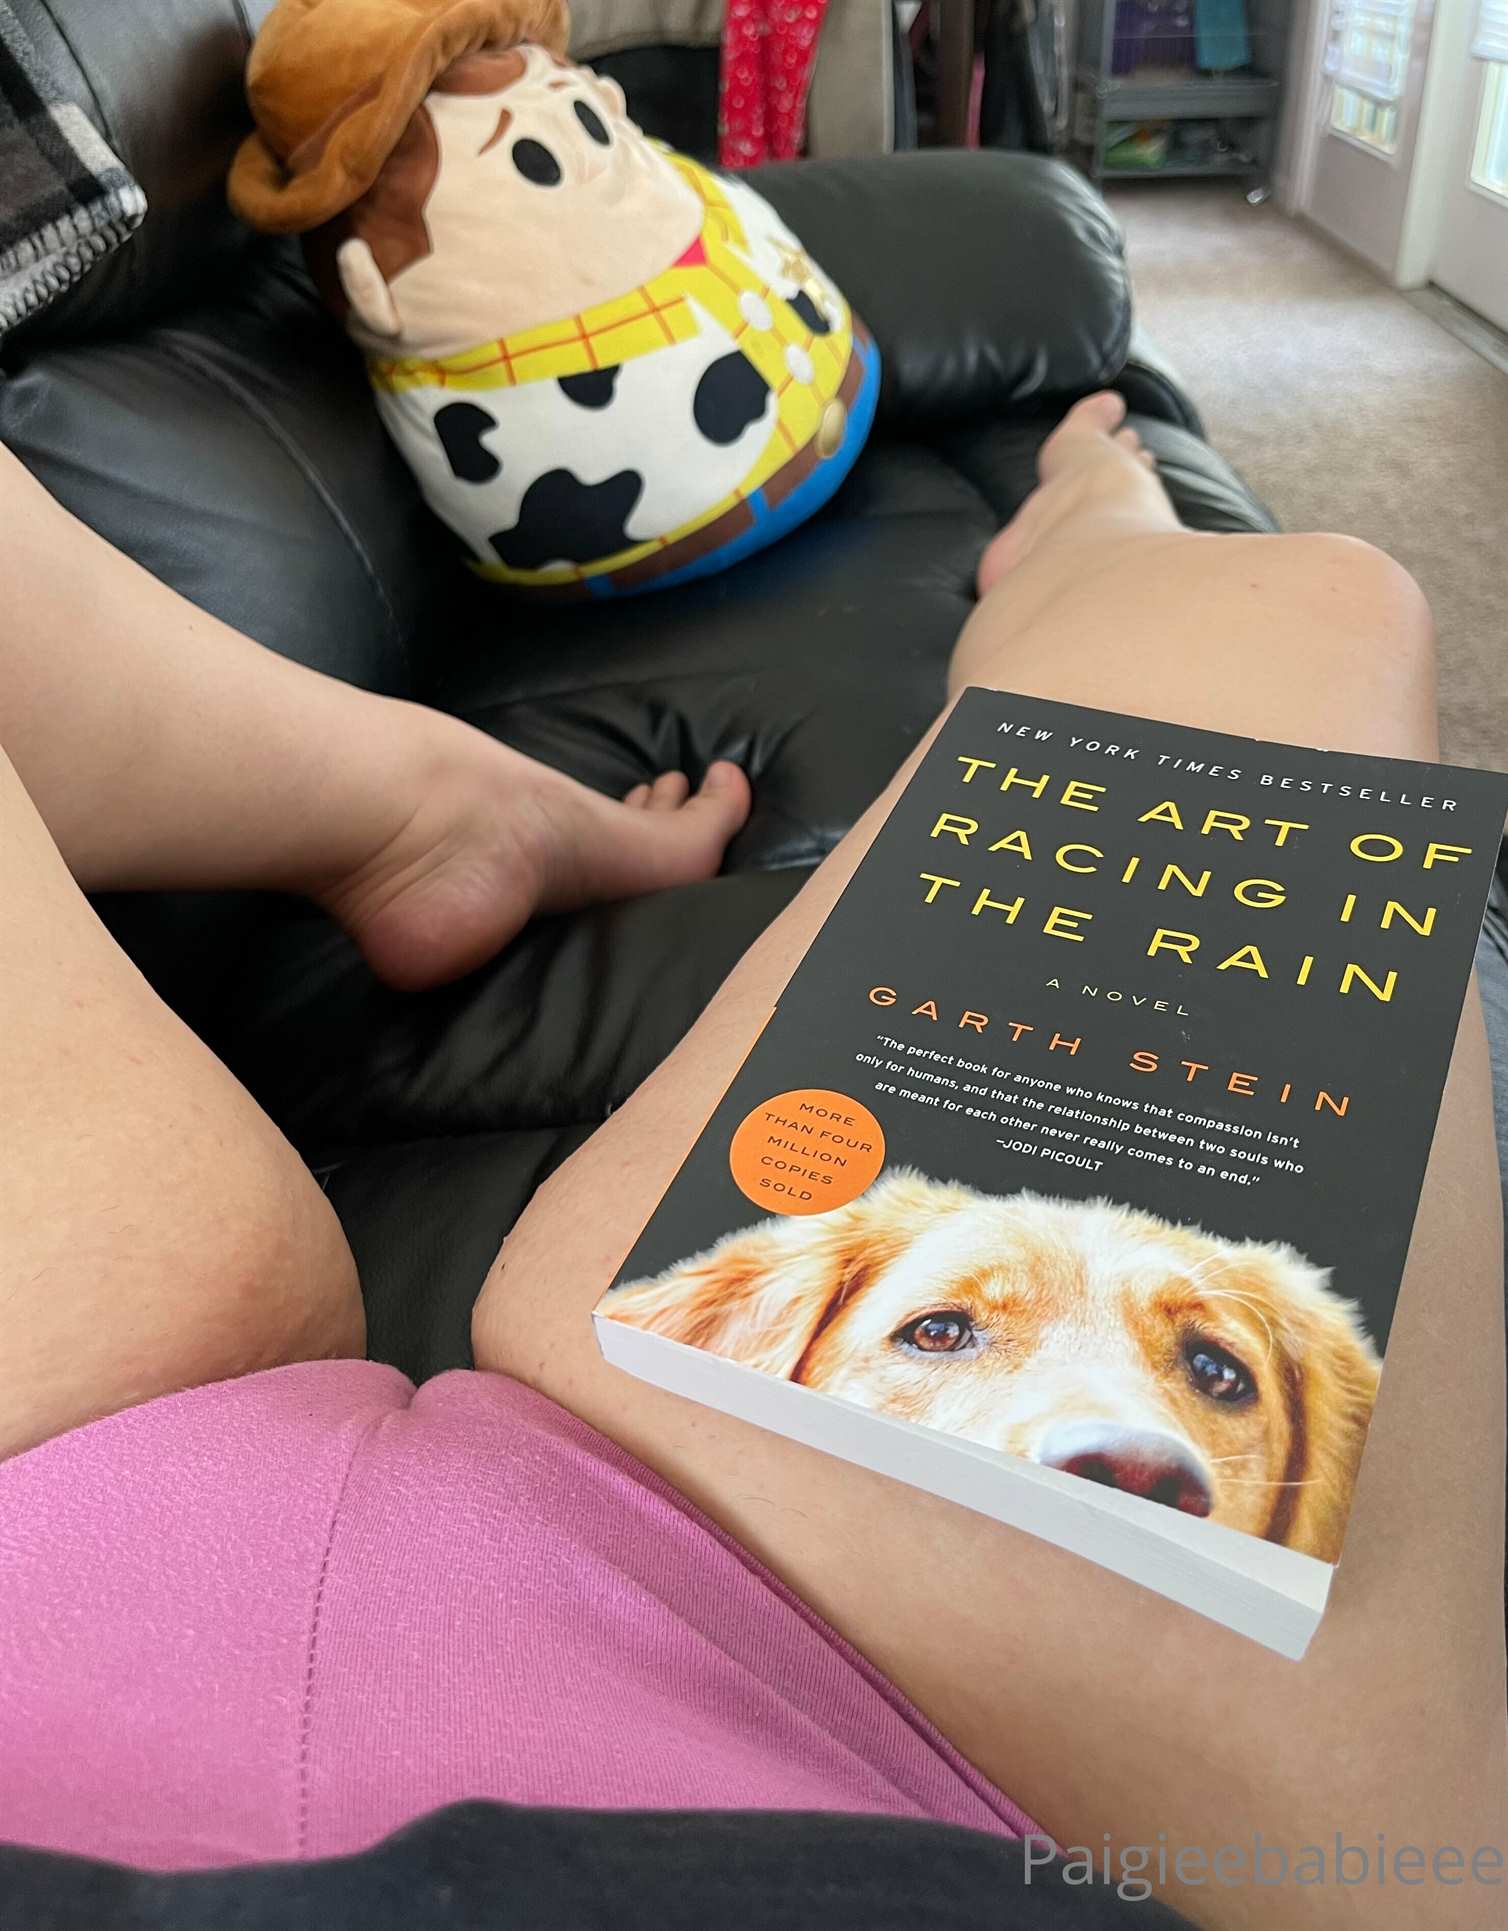 NEW YORK TIMES BESTSELLER
THE ART OF
RACING IN
THE RAIN
A NOVEL
GARTH STEIN
"The perfect book for anyone who knows that compassion isn't
only for humans, and that the relationship between two souls who
are meant for each other never really comes to an end."
–JODI PICOULT
MORE
THAN FOUR
MILLION
COPIES
SOLD
Paigieebabieee